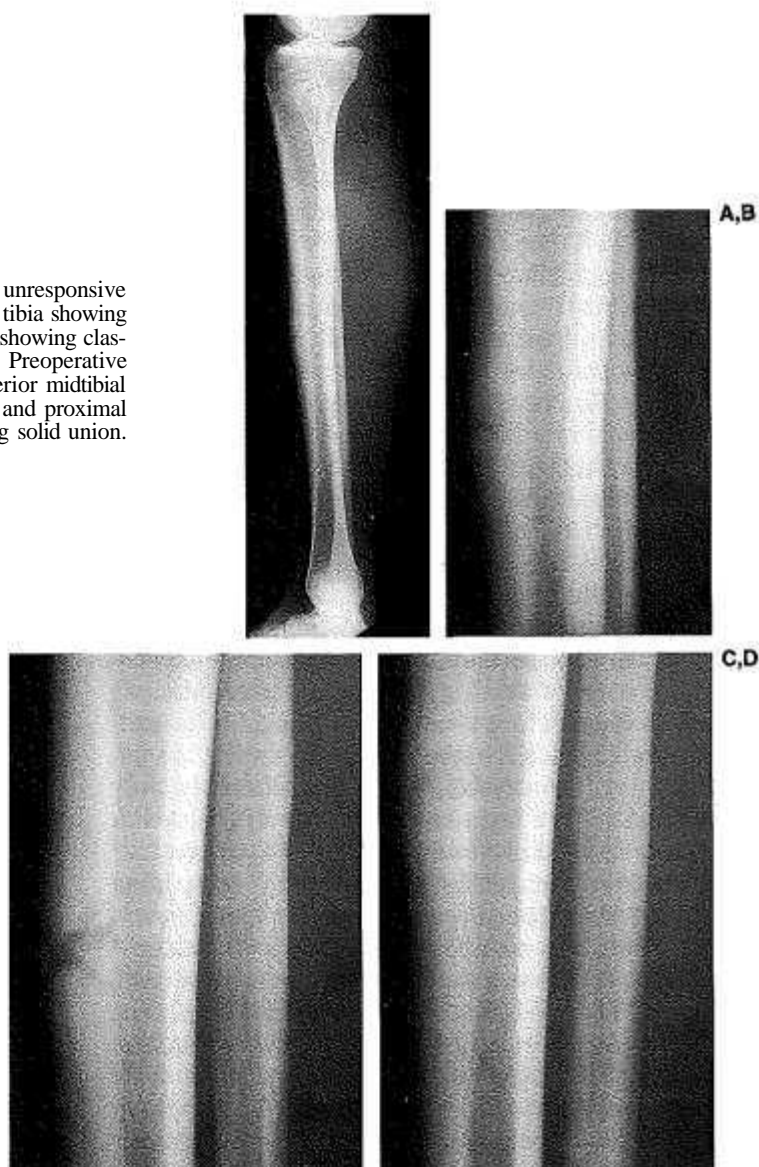 unresponsive
tibia showing
showing clas-
Preoperative
erior midtibial
and proximal
g solid union.
A,B
C,D